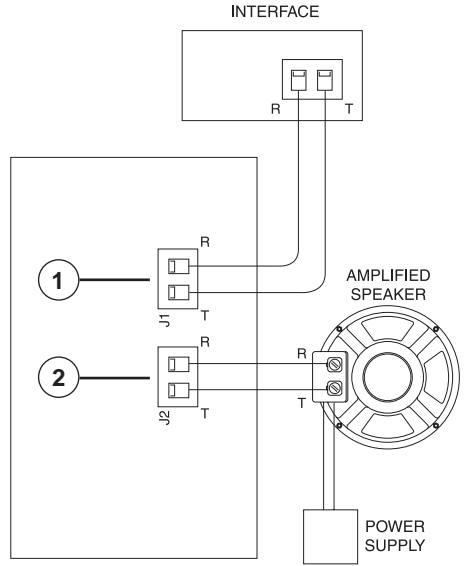 INTERFACE
R
T
R
1
J1
T
AMPLIFIED
SPEAKER
R
2
R
J2
T
T
POWER
SUPPLY